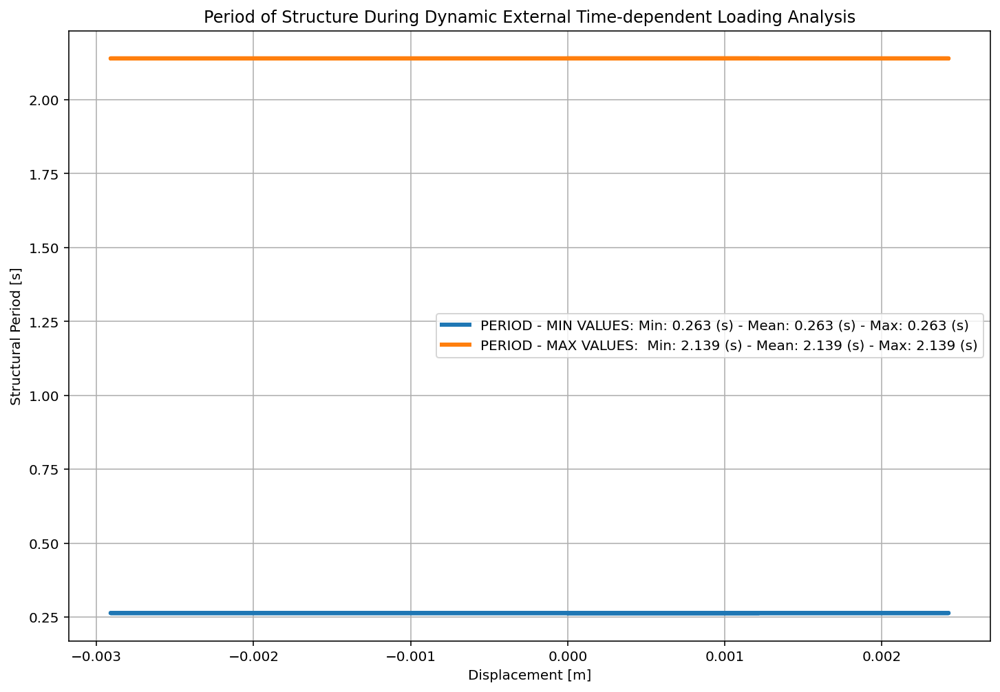 Period of Structure During Dynamic External Time-dependent Loading Analysis
Structural Period [s]
2.00
1.75
1.50
1.25
1.00
0.75
0.50
0.25
PERIOD - MIN VALUES: Min: 0.263 (s) - Mean: 0.263 (s) - Max: 0.263 (s)
PERIOD - MAX VALUES:  Min: 2.139 (s) - Mean: 2.139 (s) - Max: 2.139 (s)
−0.003 −0.002 −0.001 0.000 0.001 0.002
Displacement [m]